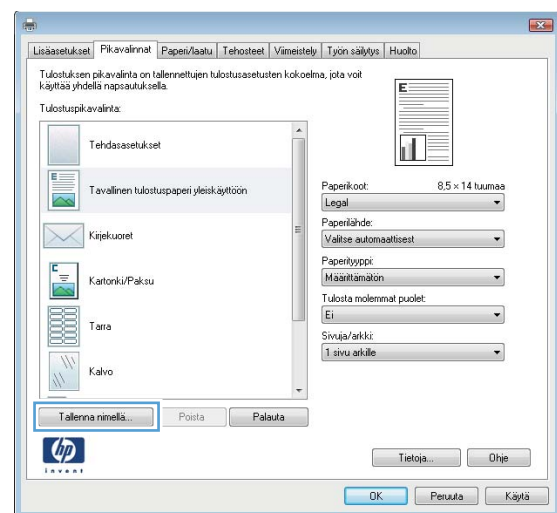 Lisäasetukset Pikavalinnat Paperi/laatu Tehosteet Viimeistely Työn säilytys Huolto
Tulostuksen pikavalinta on tallennettujen tulostusasetusten kokoelma, jota voit
käyttää yhdellä napsautuksella.
Tulostuspikavalinta:
Tehdasasetukset
E
Tavallinen tulostuspaperi yleiskäyttöön
Kirjekuoret
C
Kartonki/Paksu
Tarra
Kalvo
E
Paperikoot: 8,5 × 14 tuumaa
Legal
Paperilähde:
Valitse automaattisest
Paperityyppi:
Määrittämätön
Tulosta molemmat puolet:
Ei
Sivuja/arkki:
1 sivu arkille
Tallenna nimellä... Poista Palauta
hp
invent
Tietoja... Ohje
OK Peruuta Käytä